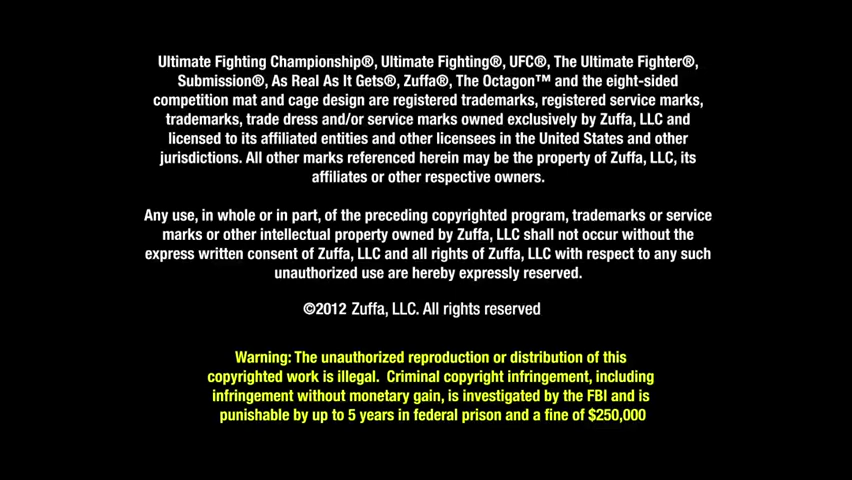 Ultimate Fighting Championship®, Ultimate Fighting®, UFC®, The Ultimate Fighter®,
Submission®, As Real As It Gets®, Zuffa®, The Octagon™ and the eight-sided
competition mat and cage design are registered trademarks, registered service marks,
trademarks, trade dress and/or service marks owned exclusively by Zuffa, LLC and
licensed to its affiliated entities and other licensees in the United States and other
jurisdictions. All other marks referenced herein may be the property of Zuffa, LLC, its
affiliates or other respective owners.
Any use, in whole or in part, of the preceding copyrighted program, trademarks or service
marks or other intellectual property owned by Zuffa, LLC shall not occur without the
express written consent of Zuffa, LLC and all rights of Zuffa, LLC with respect to any such
unauthorized use are hereby expressly reserved.
©2012 Zuffa, LLC. All rights reserved
Warning: The unauthorized reproduction or distribution of this
copyrighted work is illegal. Criminal copyright infringement, including
infringement without monetary gain, is investigated by the FBI and is
punishable by up to 5 years in federal prison and a fine of $250,000